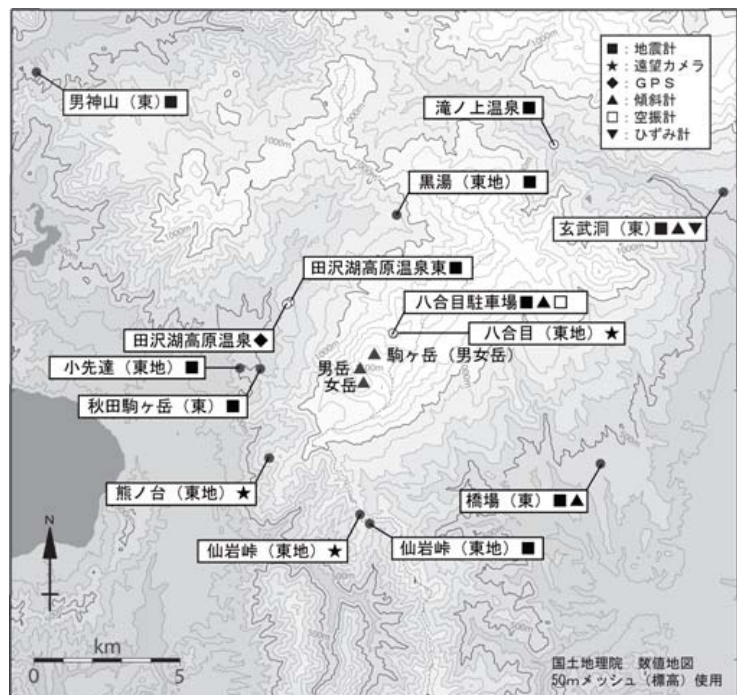 ■：地震計
★：遠望カメラ
◆：ＧＰＳ
▲：傾斜計
□：空振計
▼：ひずみ計
男神山（東）■
滝ノ上温泉■
黒湯（東地）■
玄武洞（東）■▲▼
田沢湖高原温泉東■
八合目駐車場■▲□
八合目（東地）★
田沢湖高原温泉◆
駒ヶ岳（男女岳）
小先達（東地）■
男岳
女岳
秋田駒ヶ岳（東）■
熊ノ台（東地）★
橋場（東）■▲
仙岩峠（東地）★
仙岩峠（東地）■
1000m
1000m
1000m
1000m
1000m
N
km
0 5
国土地理院　数値地図
50mメッシュ（標高）使用